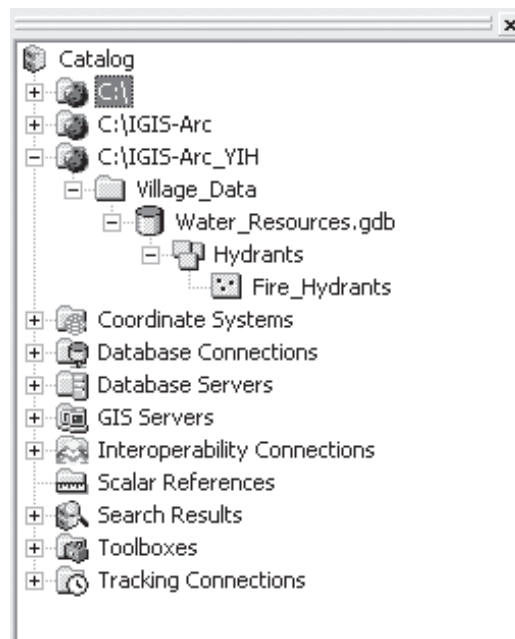 Catalog
C:\
C:\IGIS-Arc
C:\IGIS-Arc_YIH
Village_Data
Water_Resources.gdb
Hydrants
Fire_Hydrants
Coordinate Systems
Database Connections
Database Servers
GIS Servers
Interoperability Connections
Scalar References
Search Results
Toolboxes
Tracking Connections